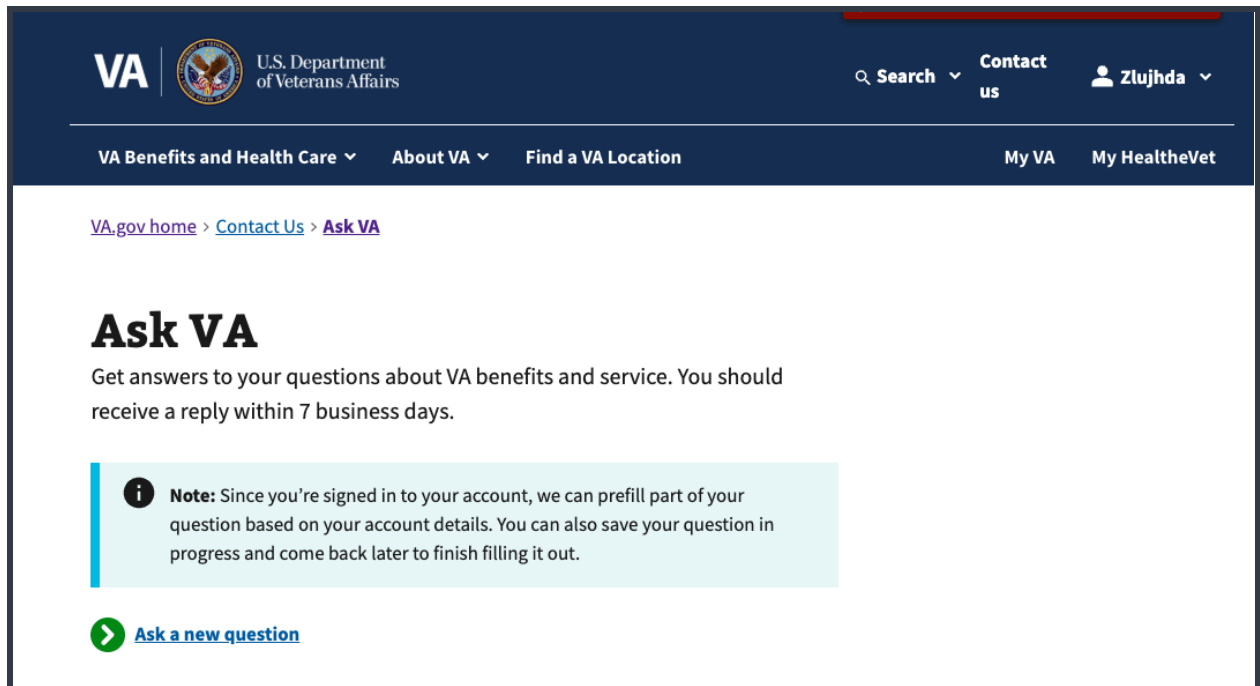 VA
U.S. Department
of Veterans Affairs
Search
Contact
us
Zlujhda
VA Benefits and Health Care
About VA
Find a VA Location
My VA
My HealtheVet
VA.gov home > Contact Us > Ask VA
Ask VA
Get answers to your questions about VA benefits and service. You should
receive a reply within 7 business days.
Note: Since you’re signed in to your account, we can prefill part of your
question based on your account details. You can also save your question in
progress and come back later to finish filling it out.
Ask a new question